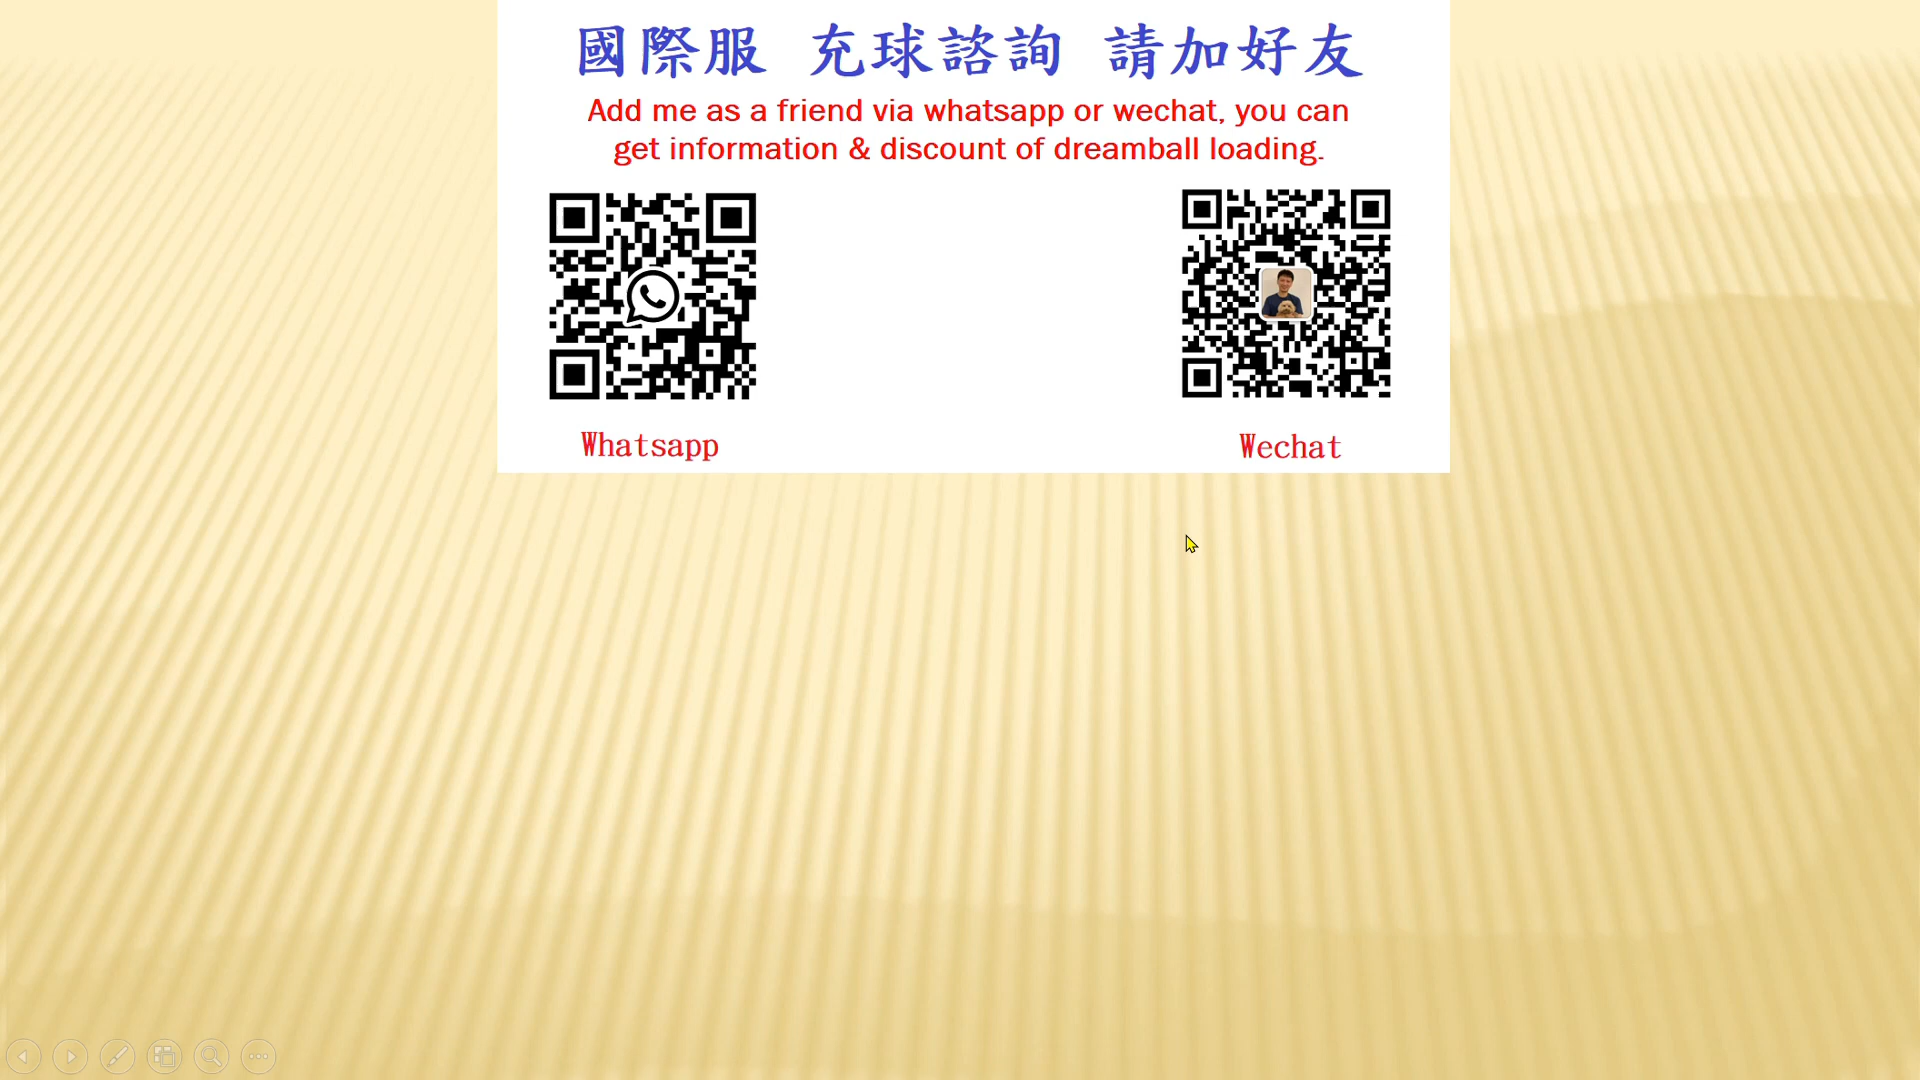 國際服 充球諮詢 請加好友
Add me as a friend via whatsapp or wechat, you can
get information & discount of dreamball loading.
Whatsapp
Wechat